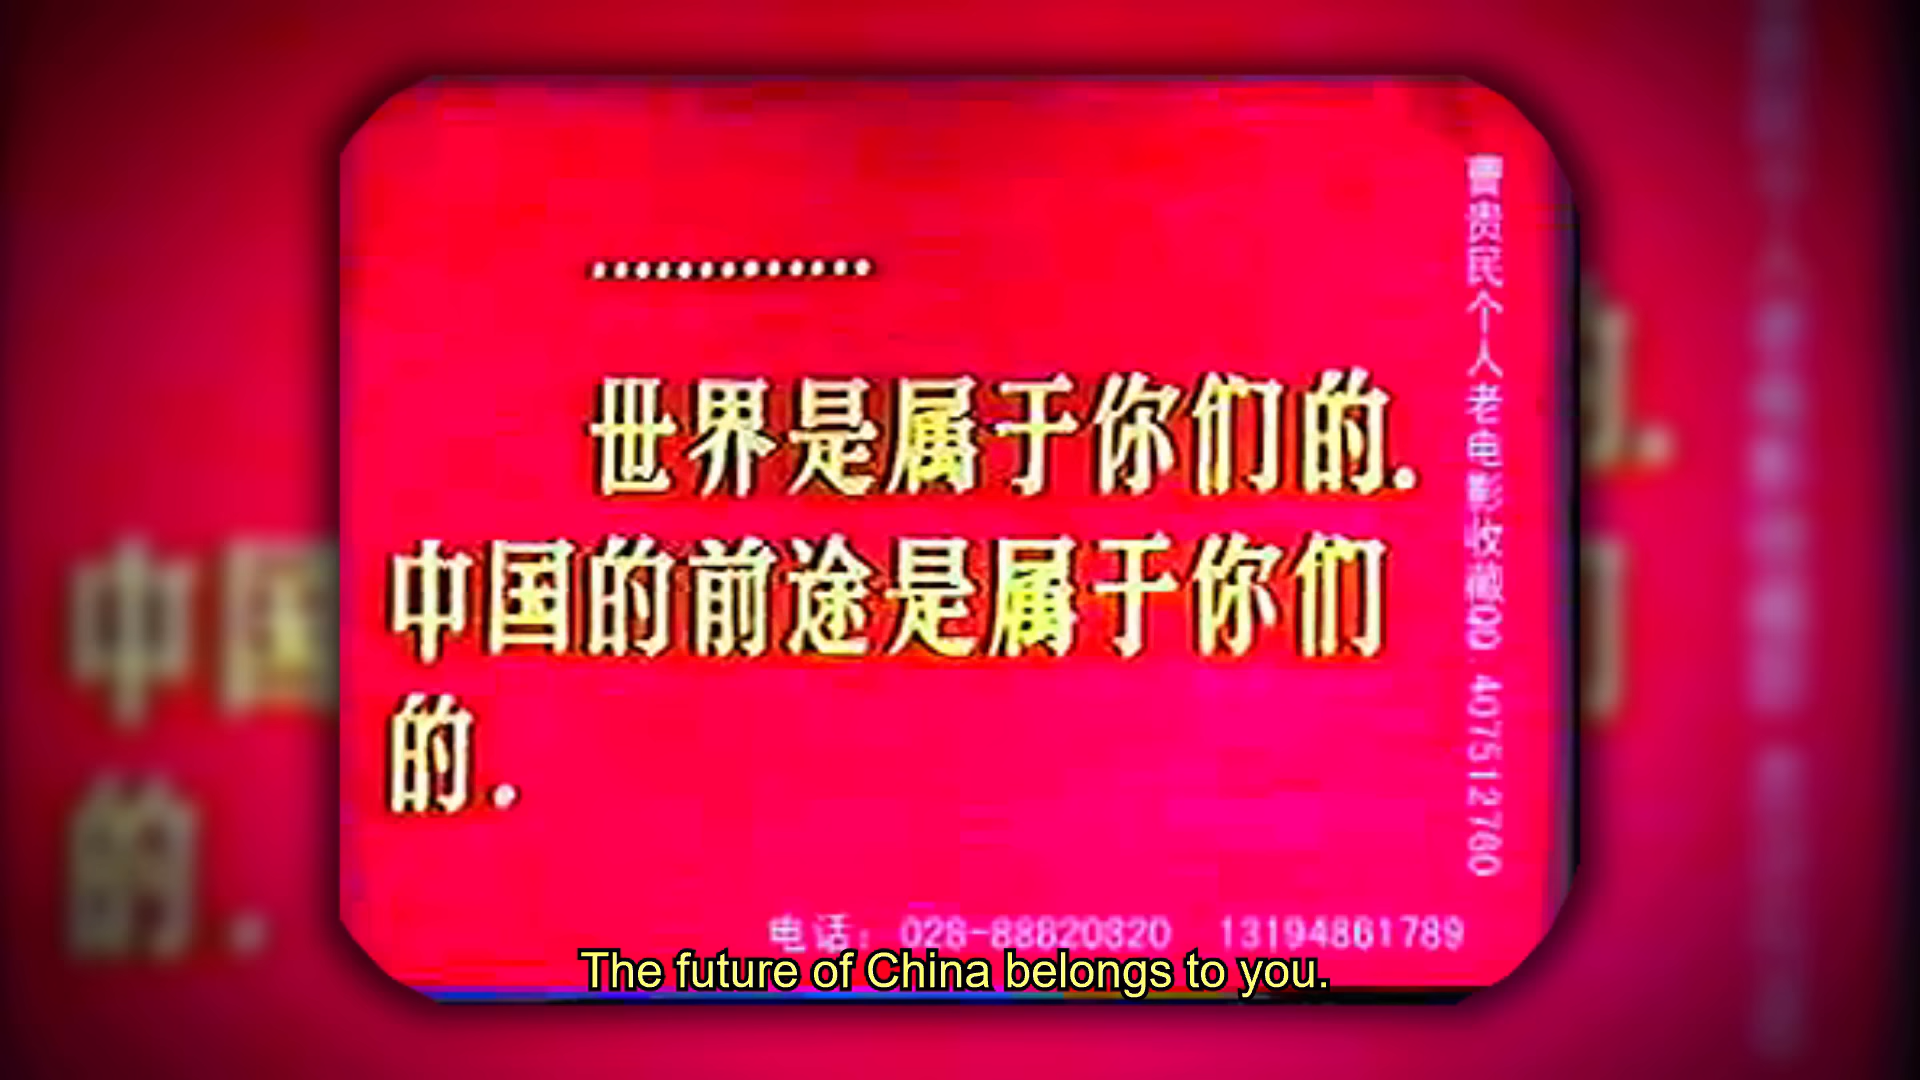 .............
世界是属于你们的.
中国的前途是属于你们
的.
曹贵民个人老电影收藏QQ:407512760
电话: 028-88820820 13194861789
The future of China belongs to you.